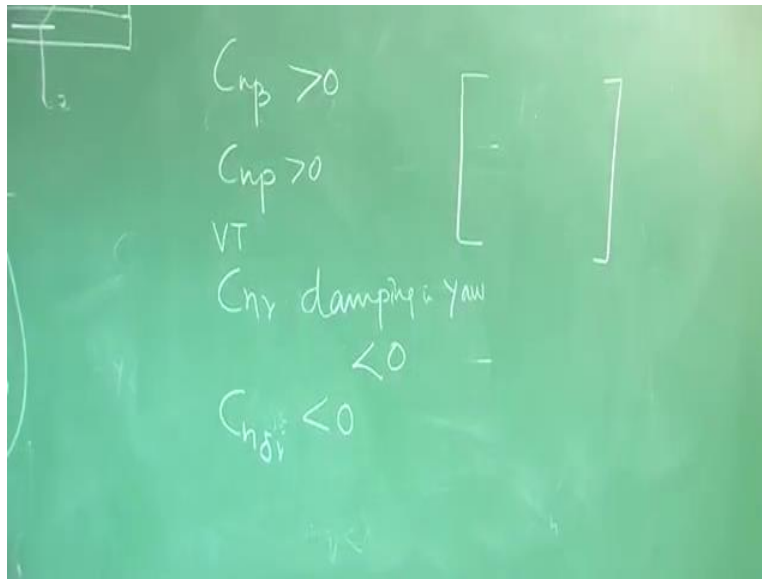 Cnβ >0
Cnp >0
VT
Cnr damping in yaw
<0
Cnδr <0